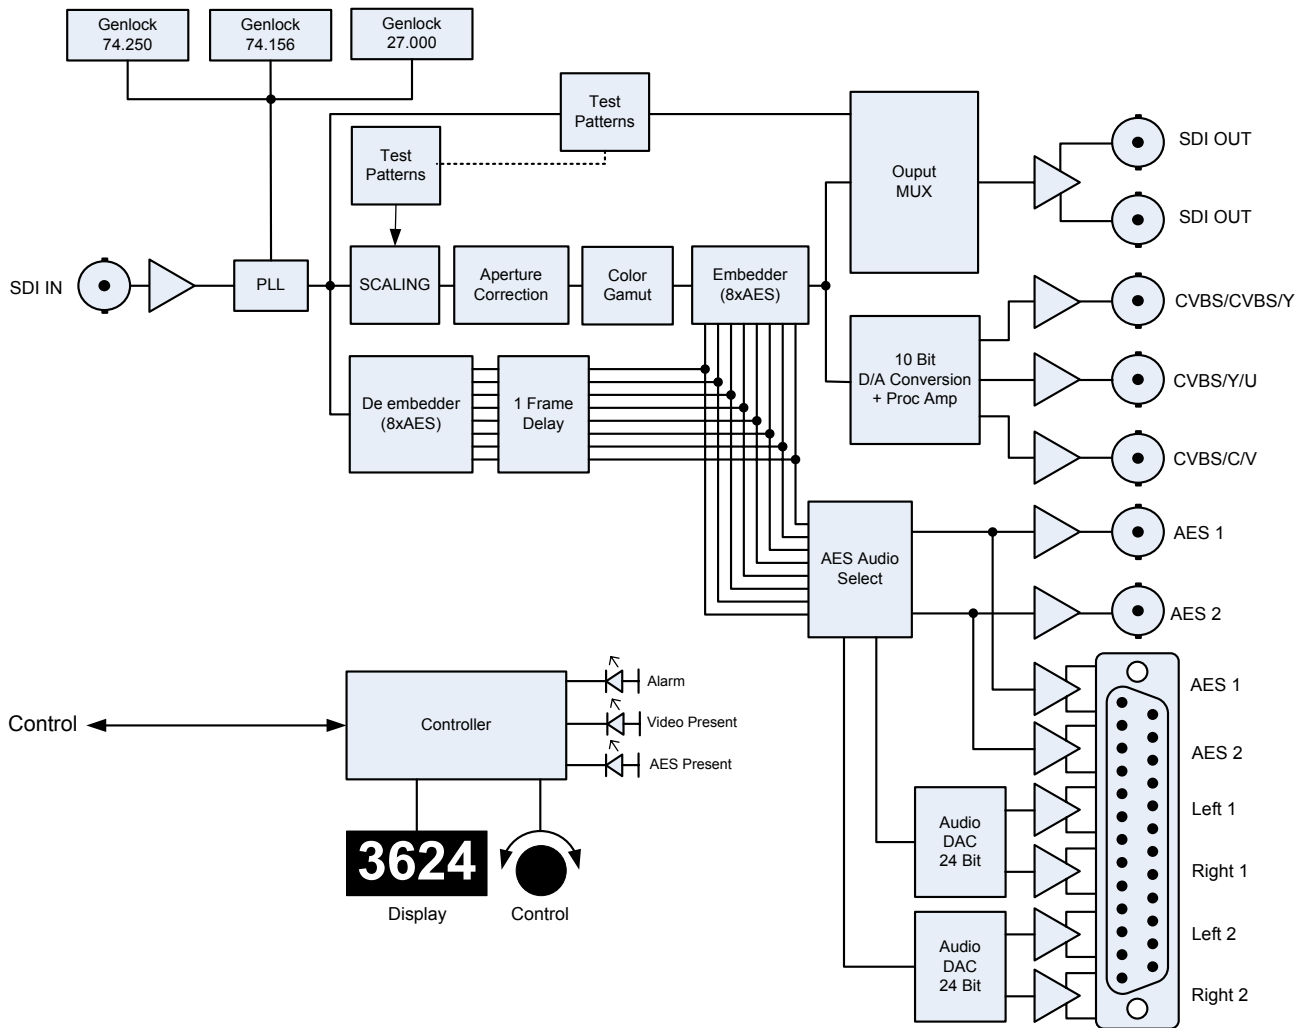 Genlock
74.250
Genlock
74.156
Genlock
27.000
Test
Patterns
Test
Patterns
Ouput
MUX
SDI OUT
SDI OUT
SDI IN
PLL
SCALING
Aperture
Correction
Color
Gamut
Embedder
(8xAES)
CVBS/CVBS/Y
10 Bit
D/A Conversion
+ Proc Amp
CVBS/Y/U
CVBS/C/V
De embedder
(8xAES)
1 Frame
Delay
AES Audio
Select
AES 1
AES 2
Control
Controller
Alarm
Video Present
AES Present
3624
Display
Control
AES 1
AES 2
Audio
DAC
24 Bit
Left 1
Right 1
Audio
DAC
24 Bit
Left 2
Right 2